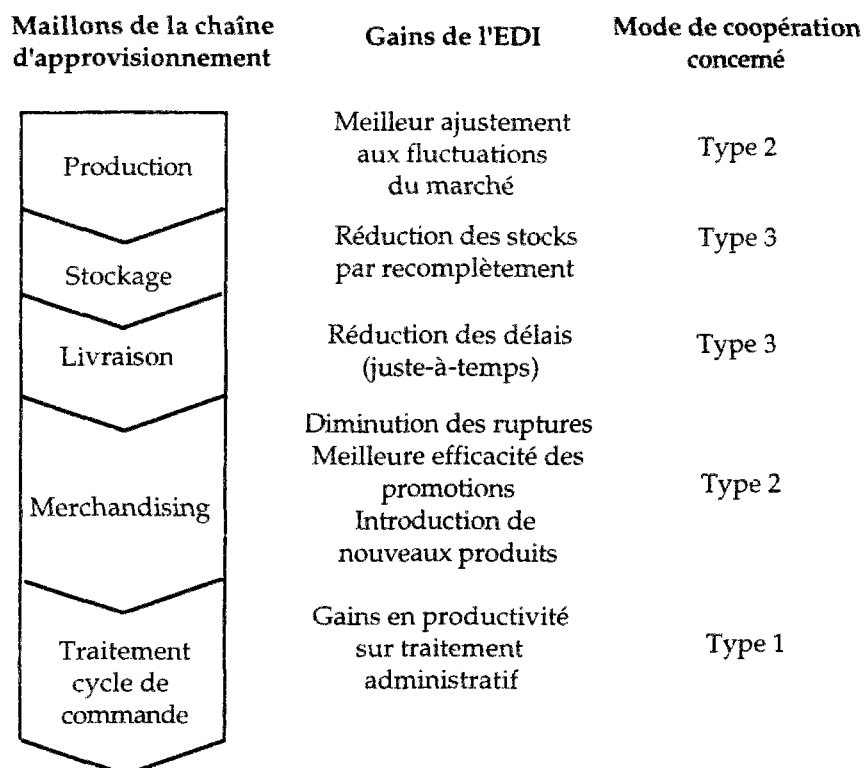 Maillons de la chaîne
d'approvisionnement
Gains de l'EDI
Mode de coopération
concerné
Production
Meilleur ajustement
aux fluctuations
du marché
Type 2
Stockage
Réduction des stocks
par recomplètement
Type 3
Livraison
Réduction des délais
(juste-à-temps)
Type 3
Merchandising
Diminution des ruptures
Meilleure efficacité des
promotions
Introduction de
nouveaux produits
Type 2
Traitement
cycle de
commande
Gains en productivité
sur traitement
administratif
Type 1